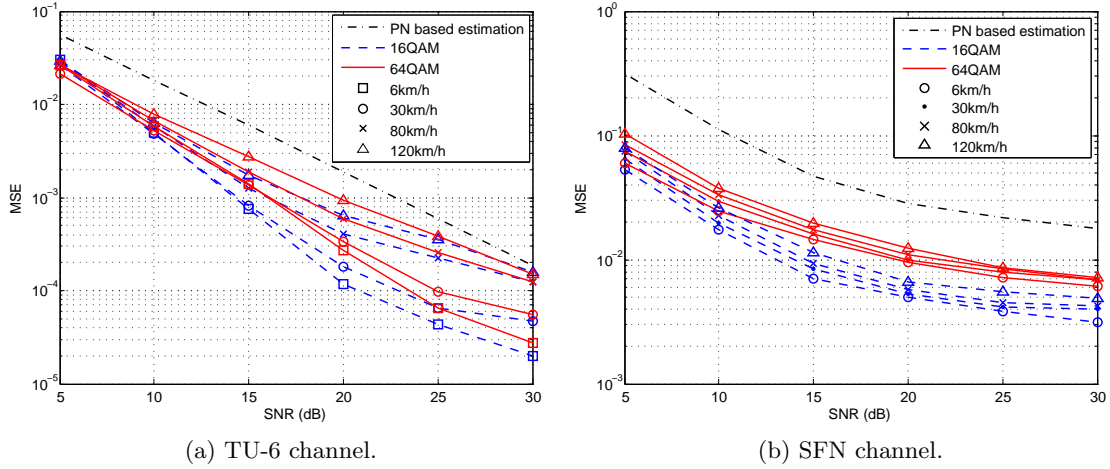 10^-1
10^-2
10^-3
10^-4
10^-5
MSE
5
10
15
20
25
30
SNR (dB)
PN based estimation
16QAM
64QAM
6km/h
30km/h
80km/h
120km/h
(a) TU-6 channel.
10^0
10^-1
10^-2
10^-3
MSE
5
10
15
20
25
30
SNR (dB)
PN based estimation
16QAM
64QAM
6km/h
30km/h
80km/h
120km/h
(b) SFN channel.